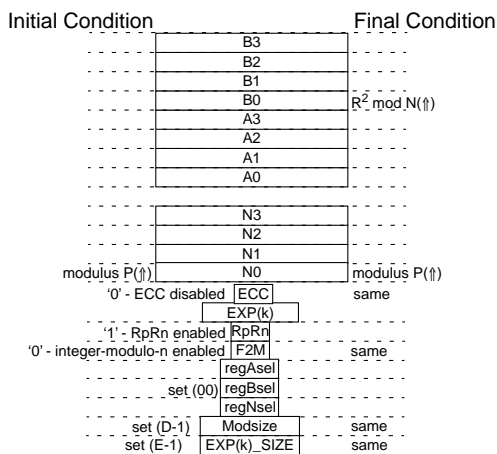 Initial Condition Final Condition
B3
B2
B1
B0 R² mod N(⇑)
A3
A2
A1
A0
N3
N2
N1
modulus P(⇑) N0 modulus P(⇑)
‘0’ - ECC disabled ECC same
EXP(k)
‘1’ - RpRn enabled RpRn
‘0’ - integer-modulo-n enabled F2M same
regAsel
set (00) regBsel
regNsel
set (D-1) Modsize same
set (E-1) EXP(k)_SIZE same